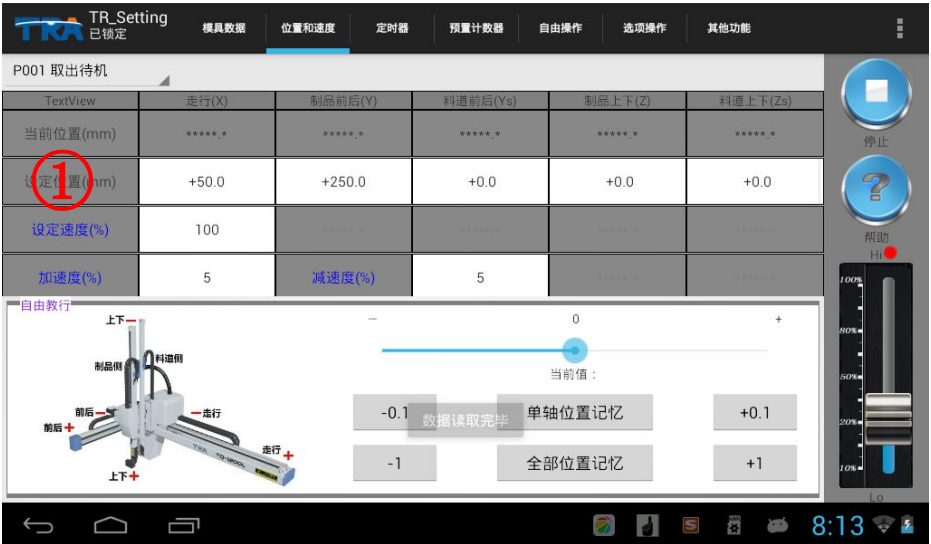 TRA TR_Setting 已锁定 模具数据 位置和速度 定时器 预置计数器 自由操作 选项操作 其他功能
P001 取出待机
TextView 走行(X) 制品前后(Y) 料道前后(Ys) 制品上下(Z) 料道上下(Zs)
当前位置(mm) *****.* *****.* *****.* *****.* *****.*
停止
①
设定位置(mm) +50.0 +250.0 +0.0 +0.0 +0.0
设定速度(%) 100 *****.* *****.* *****.* *****.*
帮助
Hi
加速度(%) 5 减速度(%) 5 *****.* *****.*
100%
自由教行
上下 − − 0 +
80%
制品侧 料道侧
当前值：
50%
前后 − − 走行
-0.1 数据读取完毕 单轴位置记忆 +0.1
20%
前后 +
走行 +
TRA TQ-1200L
-1 全部位置记忆 +1
10%
上下 +
Lo
8:13